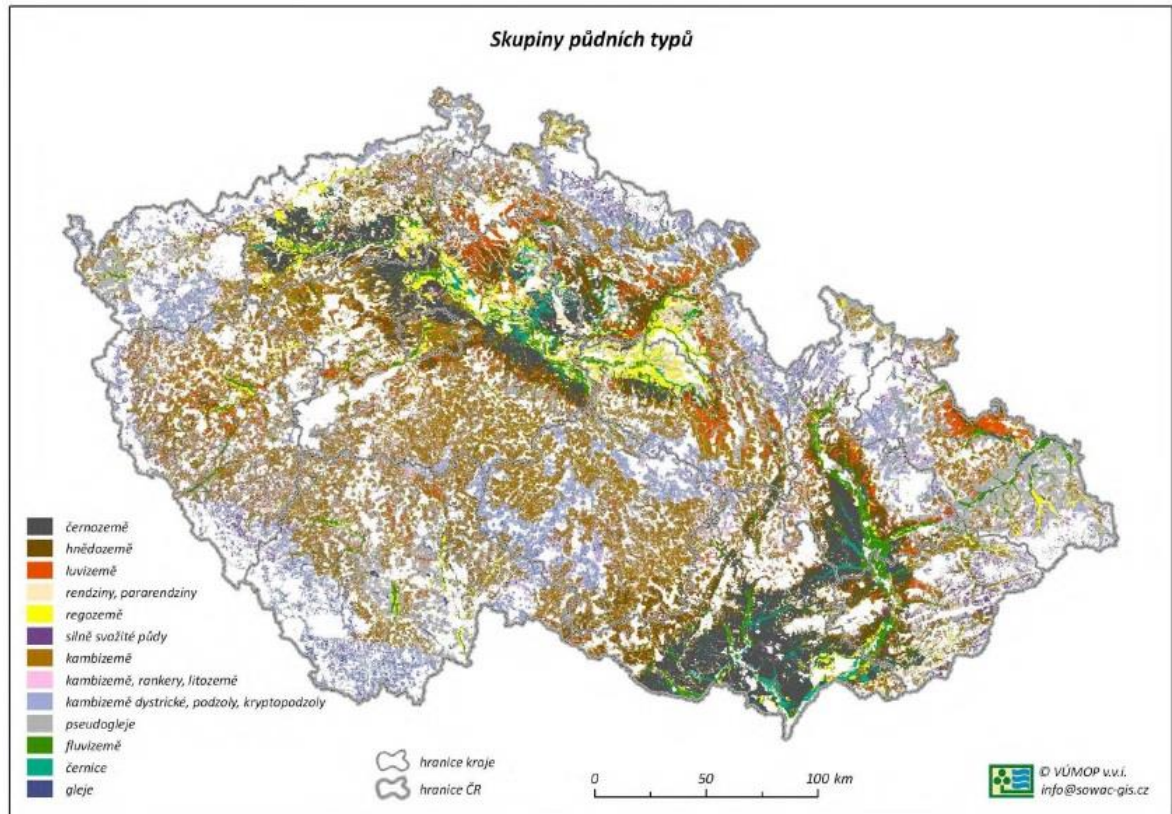 Skupiny půdních typů
černozemě
hnědozemě
luvizemě
rendziny, pararendziny
regozemě
silně svažité půdy
kambizemě
kambizemě, rankery, litozemě
kambizemě dystrické, podzoly, kryptopodzoly
pseudogleje
fluvizemě
černice
gleje
hranice kraje
hranice ČR
0 50 100 km
© VÚMOP v.v.i.
info@sowac-gis.cz